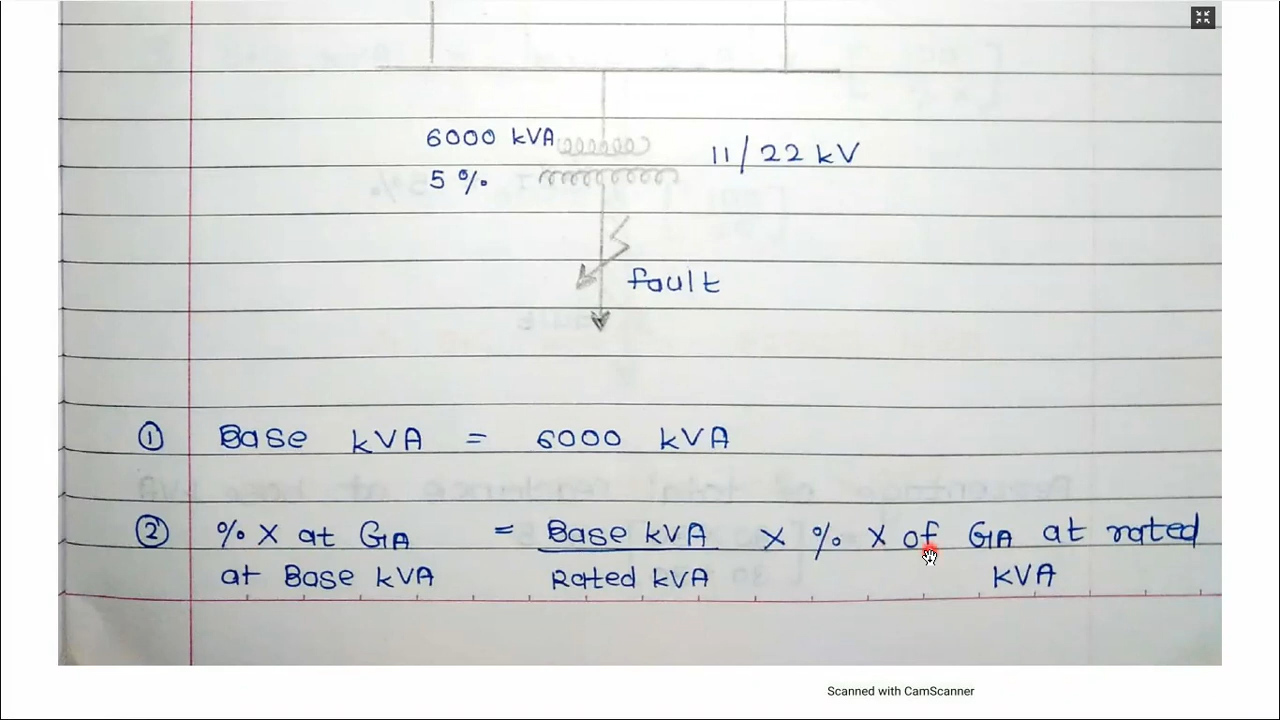 6000 kVA
5 %
11/22 kV
fault
① Base kVA = 6000 kVA
② % X at GA = Base kVA × % X of GA at rated
at Base kVA Rated kVA kVA
Scanned with CamScanner